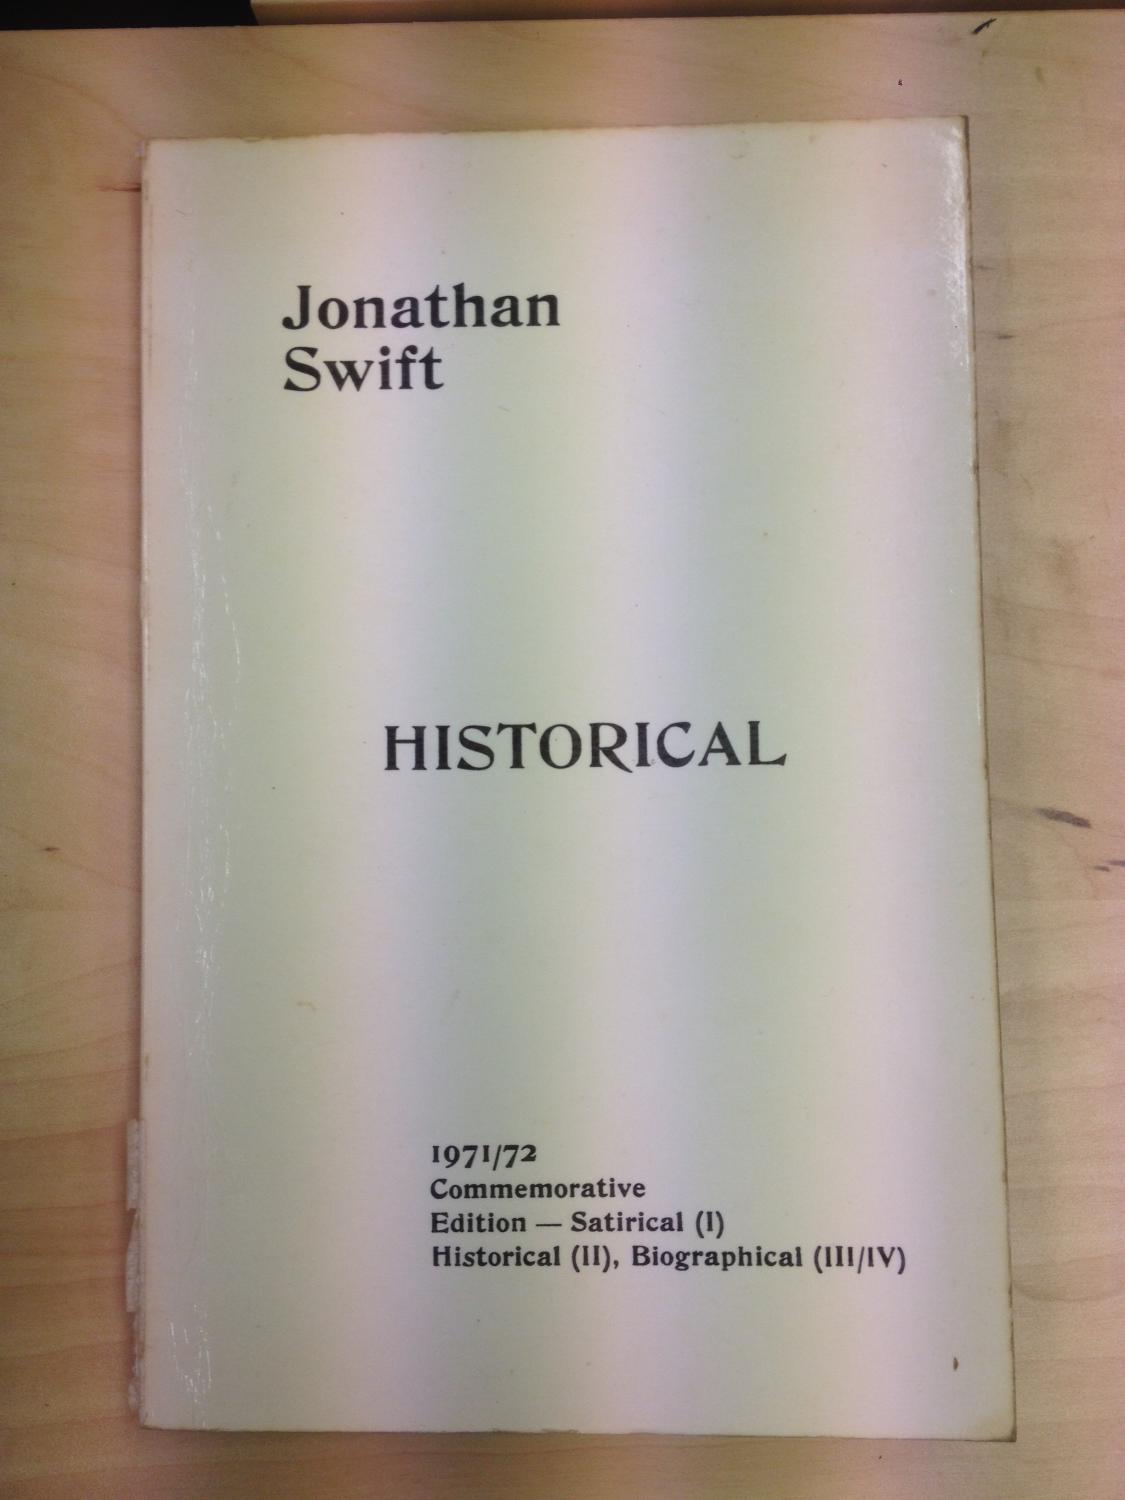 Jonathan
Swift
HISTORICAL
1971/72
Commemorative
Edition — Satirical (I)
Historical (II), Biographical (III/IV)